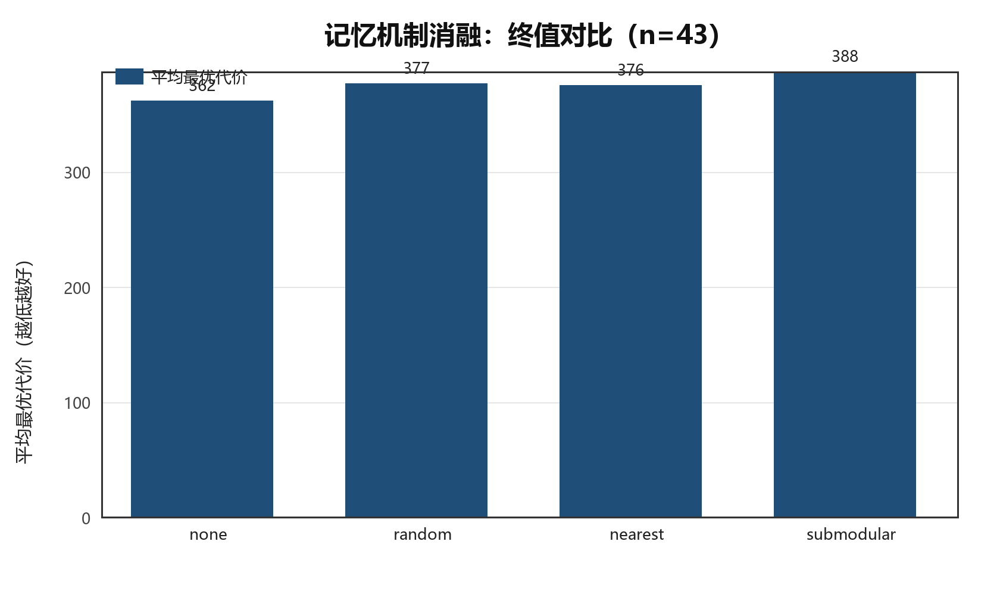 记忆机制消融：终值对比（n=43）
平均最优代价
362
377
376
388
平均最优代价（越低越好）
300
200
100
0
none
random
nearest
submodular